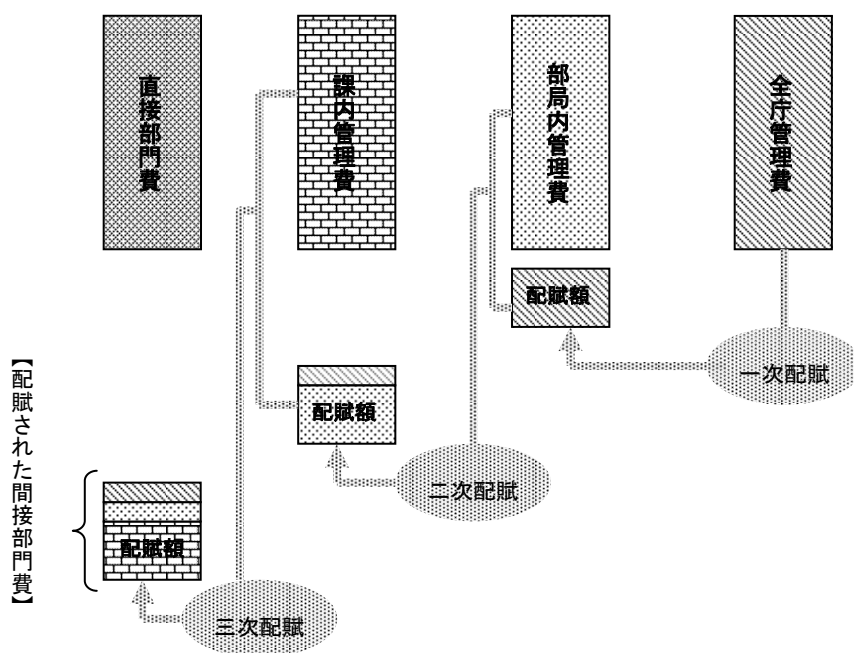 直接部門費
課内管理費
部局内管理費
全庁管理費
配賦額
一次配賦
配賦額
二次配賦
【配賦された間接部門費】
配賦額
三次配賦